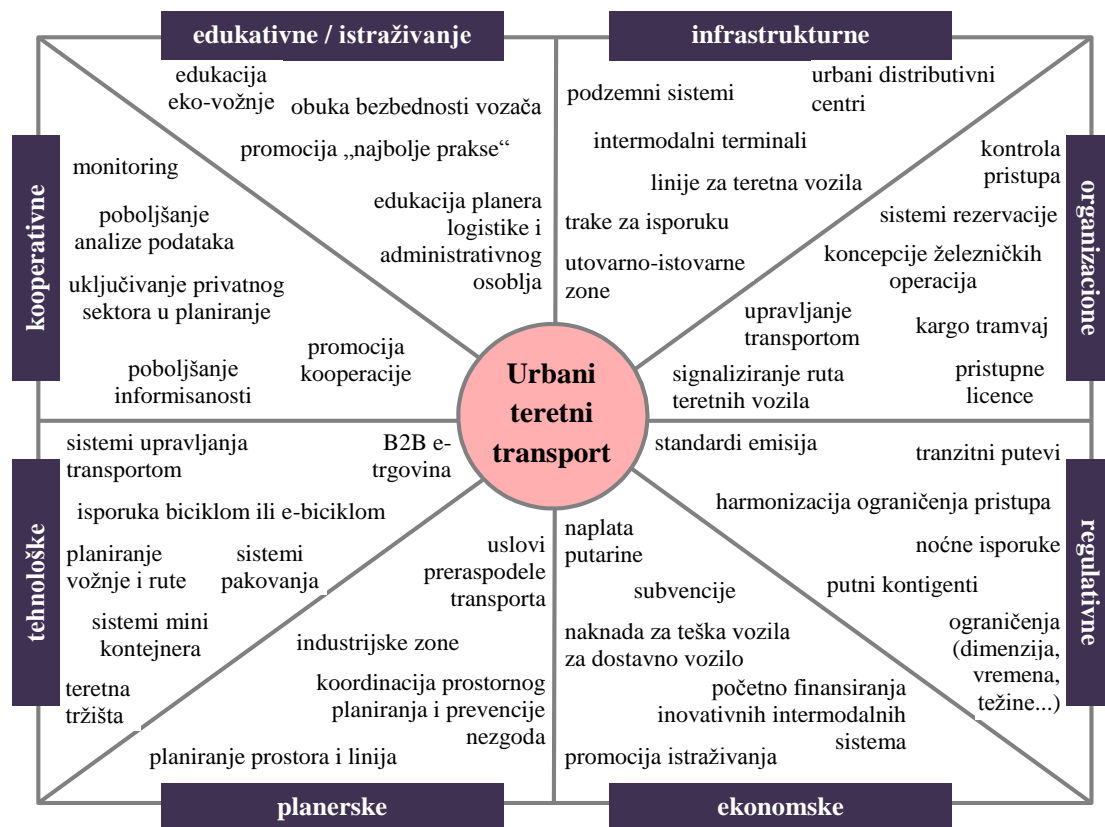 edukativne / istraživanje
edukacija
eko-vožnje
obuka bezbednosti vozača
promocija „najbolje prakse“
edukacija planera
logistike i
administrativnog
osoblja
infrastrukturne
podzemni sistemi
urbani distributivni
centri
intermodalni terminali
linije za teretna vozila
trake za isporuku
utovarno-istovarne
zone
kooperativne
monitoring
poboljšanje
analize podataka
uključivanje privatnog
sektora u planiranje
promocija
kooperacije
poboljšanje
informisanosti
organizacione
kontrola
pristupa
sistemi rezervacije
koncepcije železničkih
operacija
upravljanje
transportom
kargo tramvaj
signaliziranje ruta
teretnih vozila
pristupne
licence
Urbani
teretni
transport
tehnološke
sistemi upravljanja
transportom
B2B e-
trgovina
isporuka biciklom ili e-biciklom
planiranje
vožnje i rute
sistemi
pakovanja
sistemi mini
kontejnera
teretna
tržišta
regulativne
standardi emisija
tranzitni putevi
harmonizacija ograničenja pristupa
noćne isporuke
putni kontigenti
ograničenja
(dimenzija,
vremena,
težine...)
uslovi
preraspodele
transporta
industrijske zone
koordinacija prostornog
planiranja i prevencije
nezgoda
planiranje prostora i linija
planerske
naplata
putarine
subvencije
naknada za teška vozila
za dostavno vozilo
početno finansiranja
inovativnih intermodalnih
sistema
promocija istraživanja
ekonomske